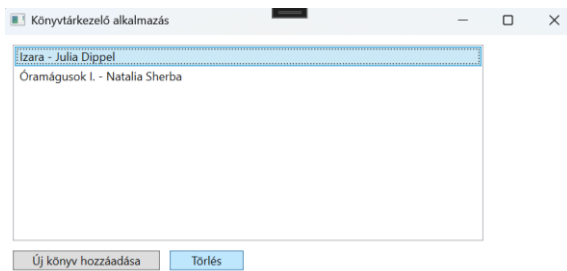 Könyvtárkezelő alkalmazás
Izara - Julia Dippel
Óramágusok I. - Natalia Sherba
Új könyv hozzáadása Törlés